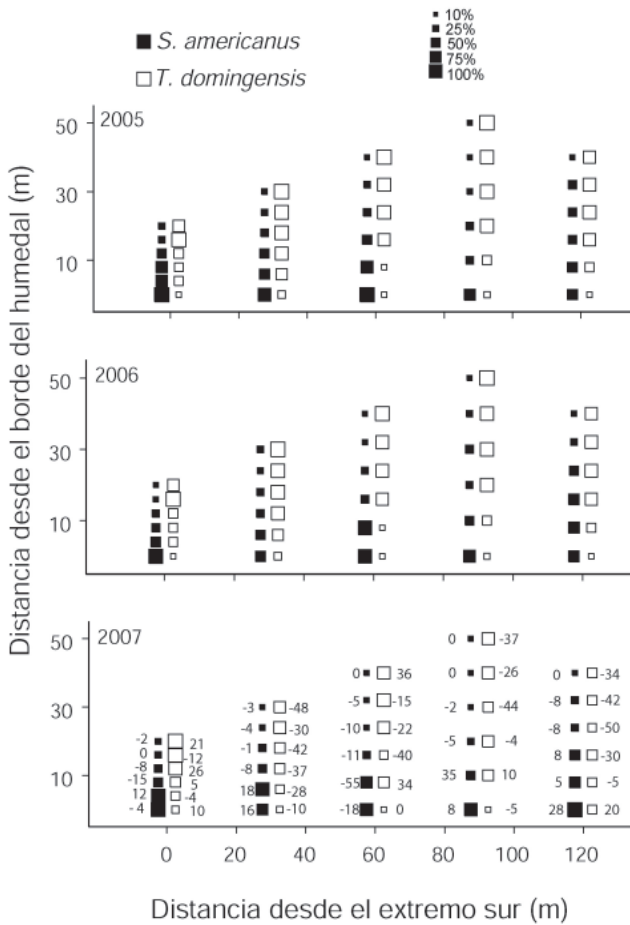 S. americanus
T. domingensis
10%
25%
50%
75%
100%
Distancia desde el borde del humedal (m)
2005
50
30
10
2006
50
30
10
2007
50
30
10
0 -37
0 36 0 -26 0 -34
-3 -48 -5 -15 -2 -44 -8 -42
-2 21 -4 -30 -10 -22 -8 -50
0 -12 -1 -42 -5 -4
-8 26 -8 -37 -11 -40 8 -30
-15 5 18 -28 -55 34 35 10 5 -5
12 -4
-4 10 16 -10 -18 0 8 -5 28 20
0 20 40 60 80 100 120
Distancia desde el extremo sur (m)